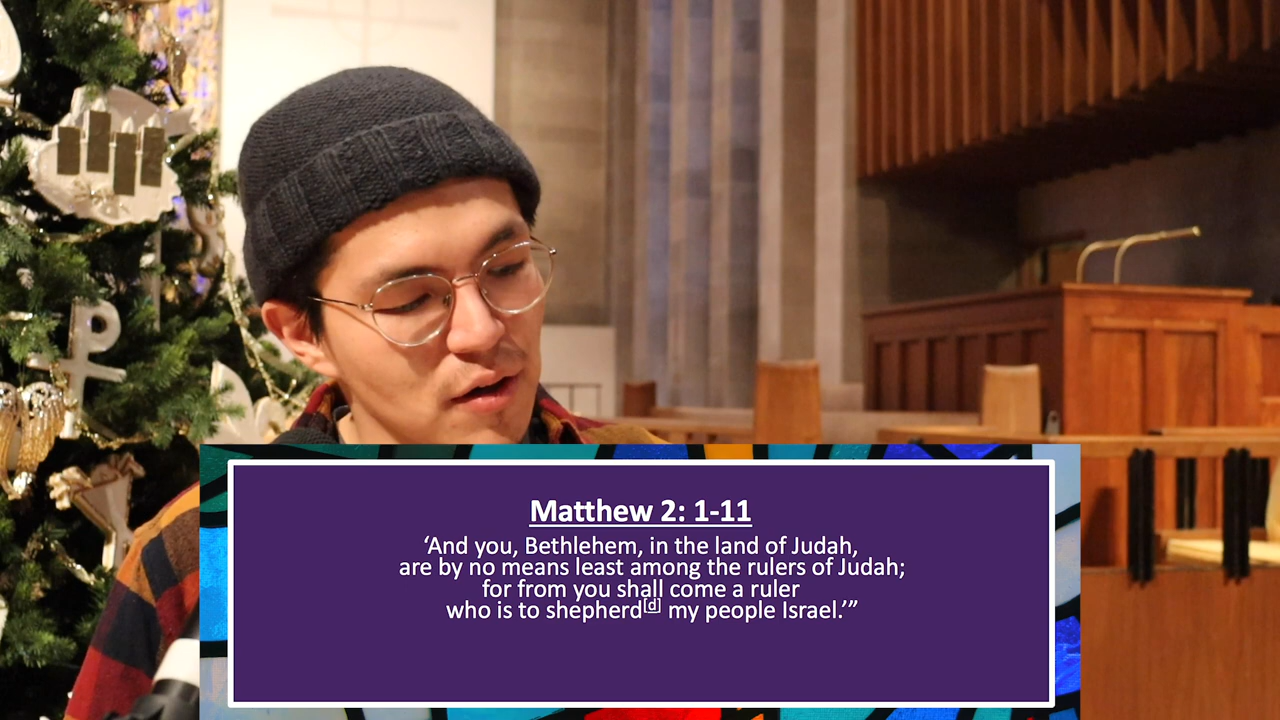 Matthew 2: 1-11
‘And you, Bethlehem, in the land of Judah,
are by no means least among the rulers of Judah;
for from you shall come a ruler
who is to shepherd[d] my people Israel.’”